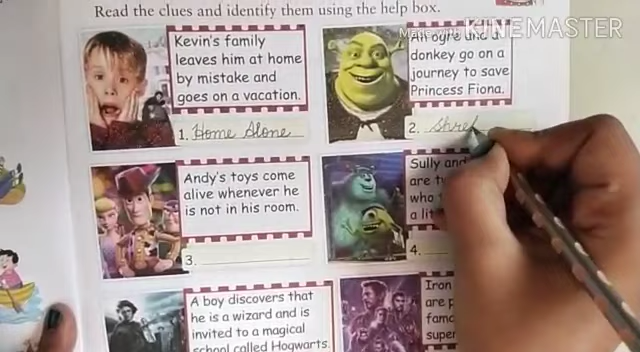 Read the clues and identify them using the help box.
Made with KINEMASTER
Kevin's family
leaves him at home
by mistake and
goes on a vacation.
1. Home Alone
An ogre and a
donkey go on a
journey to save
Princess Fiona.
2. Shre
Andy's toys come
alive whenever he
is not in his room.
3.
Sully and
are
who
a
4.
A boy discovers that
he is a wizard and is
invited to a magical
school called Hogwarts.
Iron
are
super